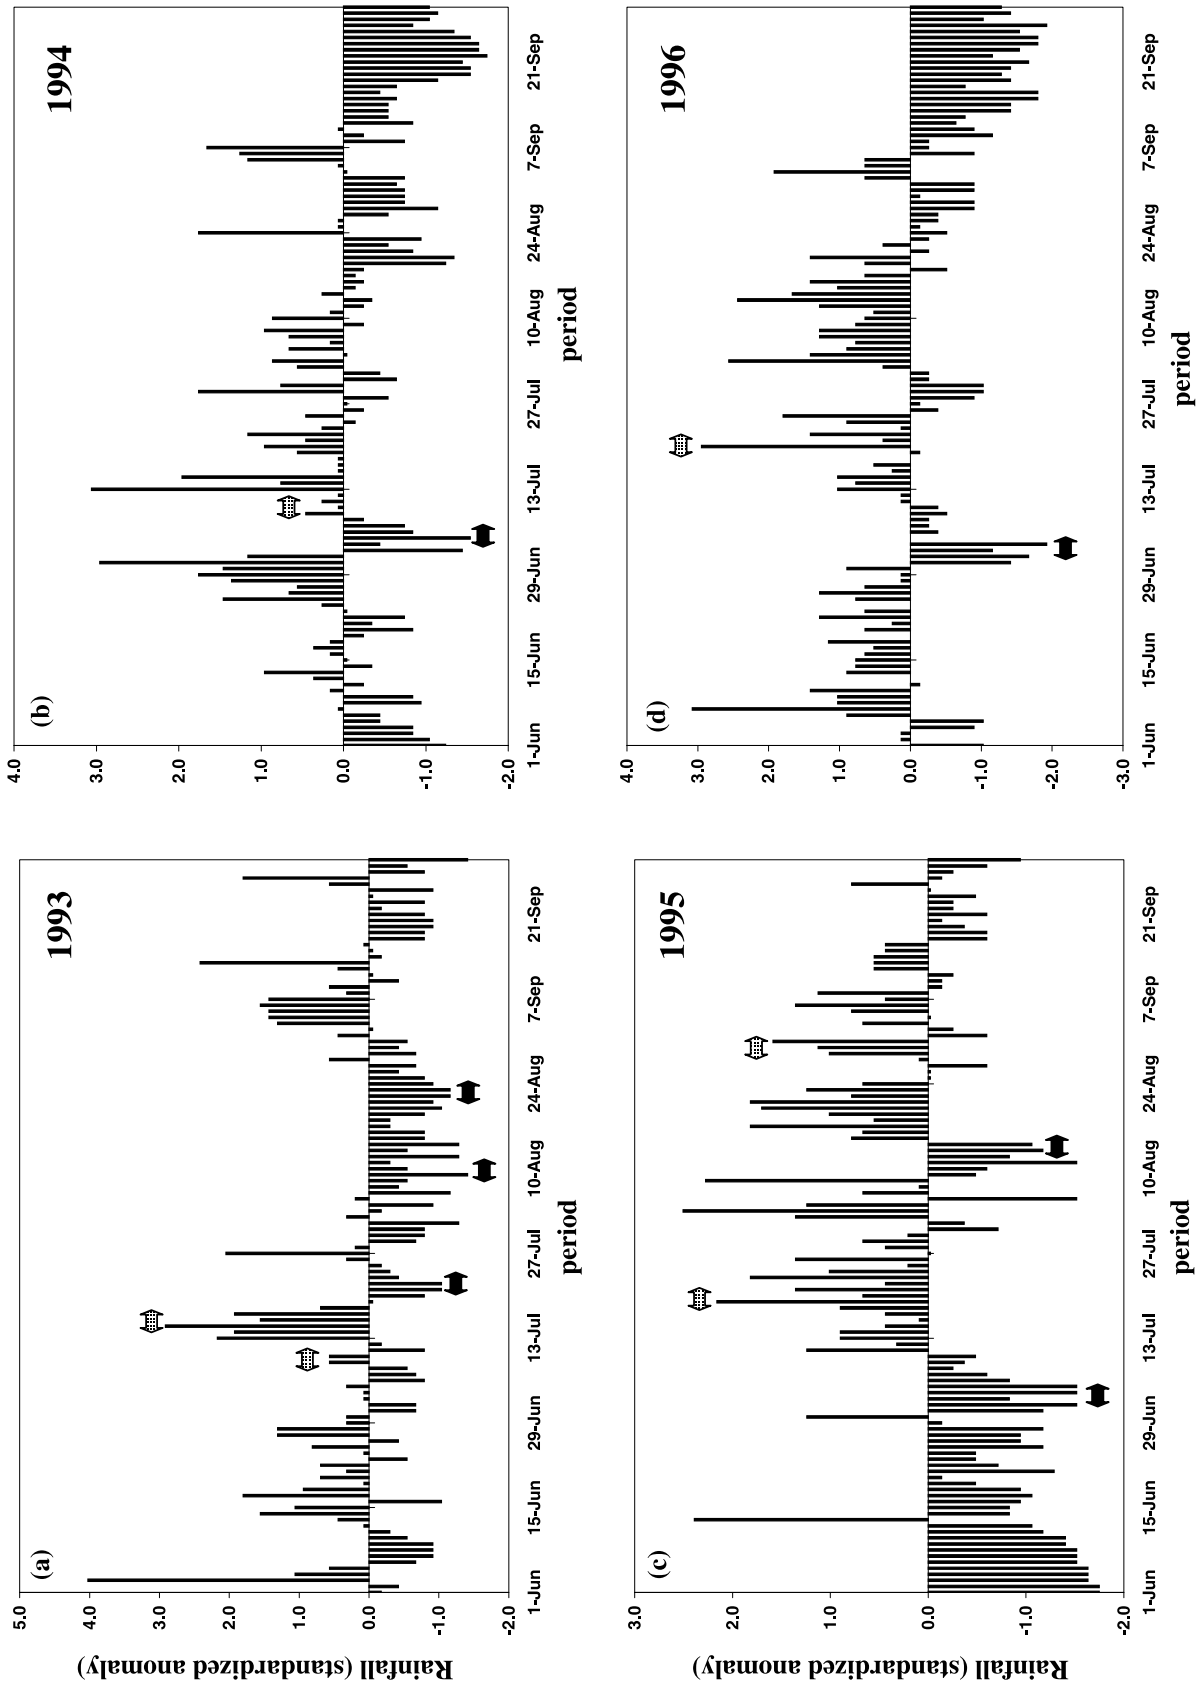 (a)
1993
5.0
4.0
3.0
2.0
1.0
0.0
-1.0
-2.0
Rainfall (standardized anomaly)
1-Jun
15-Jun
29-Jun
13-Jul
27-Jul
10-Aug
24-Aug
7-Sep
21-Sep
period
(b)
1994
4.0
3.0
2.0
1.0
0.0
-1.0
-2.0
1-Jun
15-Jun
29-Jun
13-Jul
27-Jul
10-Aug
24-Aug
7-Sep
21-Sep
period
(c)
1995
3.0
2.0
1.0
0.0
-1.0
-2.0
Rainfall (standardized anomaly)
1-Jun
15-Jun
29-Jun
13-Jul
27-Jul
10-Aug
24-Aug
7-Sep
21-Sep
period
(d)
1996
4.0
3.0
2.0
1.0
0.0
-1.0
-2.0
-3.0
1-Jun
15-Jun
29-Jun
13-Jul
27-Jul
10-Aug
24-Aug
7-Sep
21-Sep
period